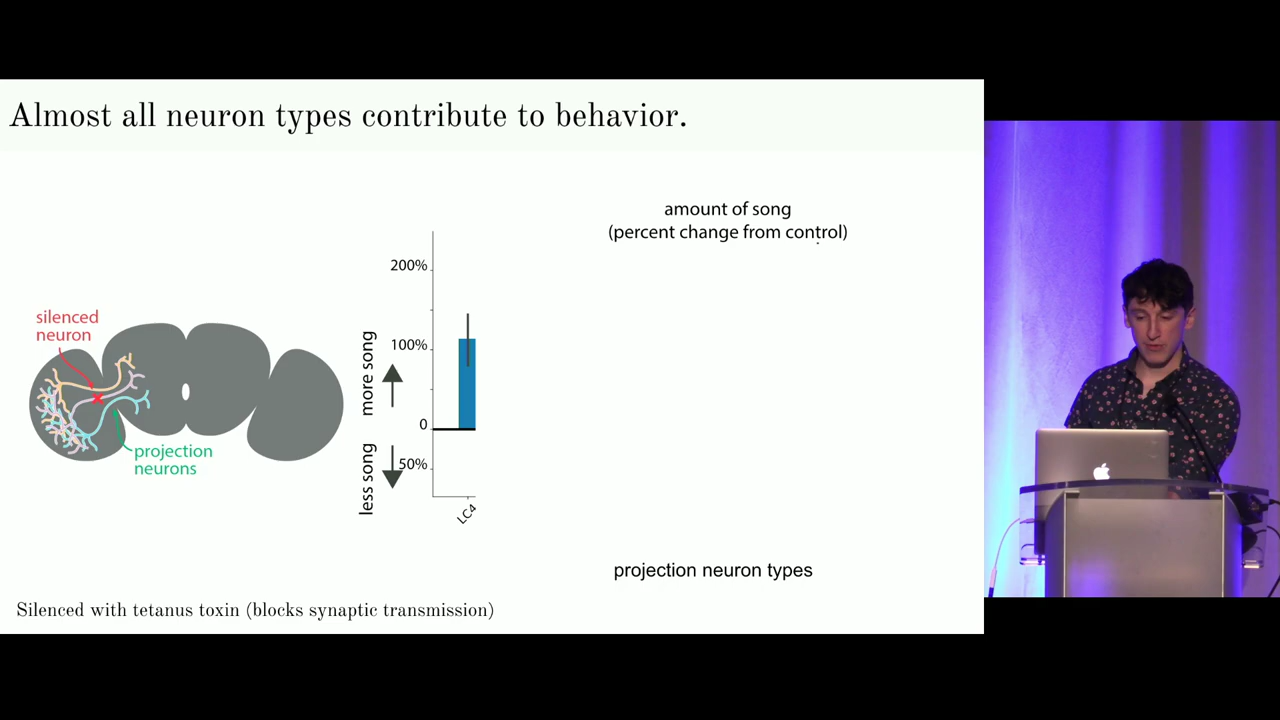 Almost all neuron types contribute to behavior.
amount of song
(percent change from control)
200%
100%
0
50%
more song
less song
LC4
silenced
neuron
projection
neurons
projection neuron types
Silenced with tetanus toxin (blocks synaptic transmission)